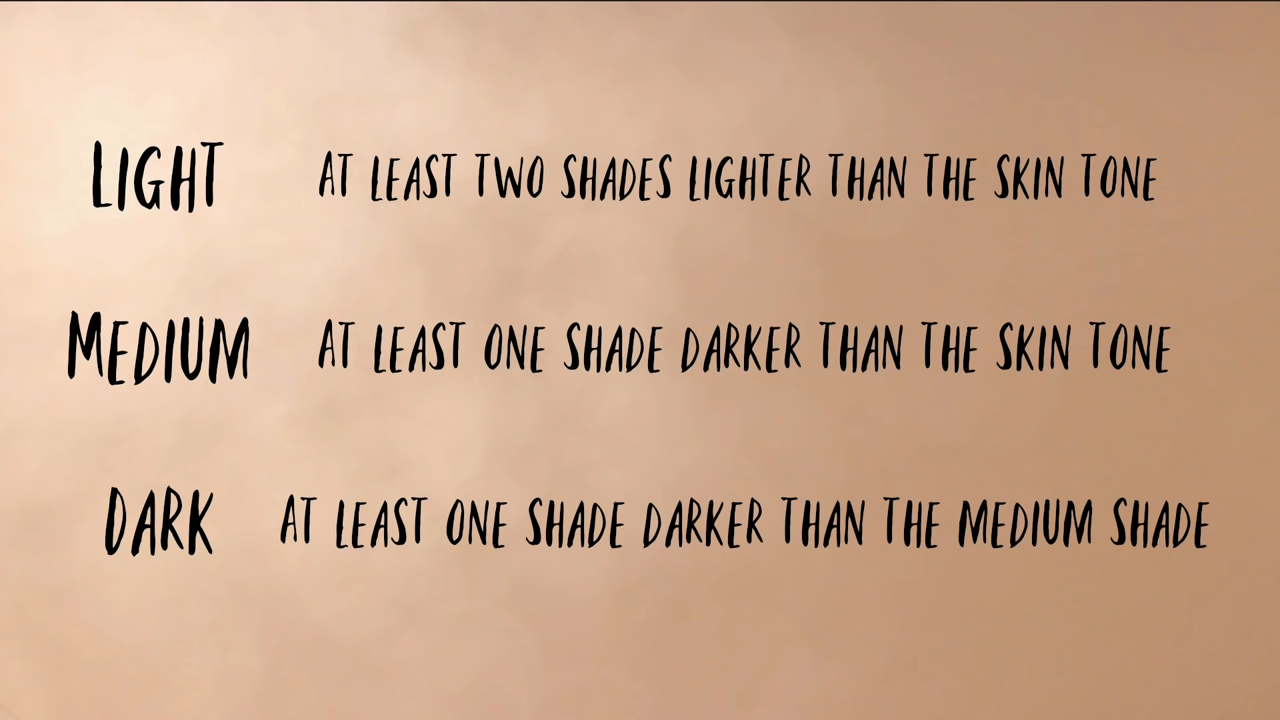 LIGHT AT LEAST TWO SHADES LIGHTER THAN THE SKIN TONE
MEDIUM AT LEAST ONE SHADE DARKER THAN THE SKIN TONE
DARK AT LEAST ONE SHADE DARKER THAN THE MEDIUM SHADE